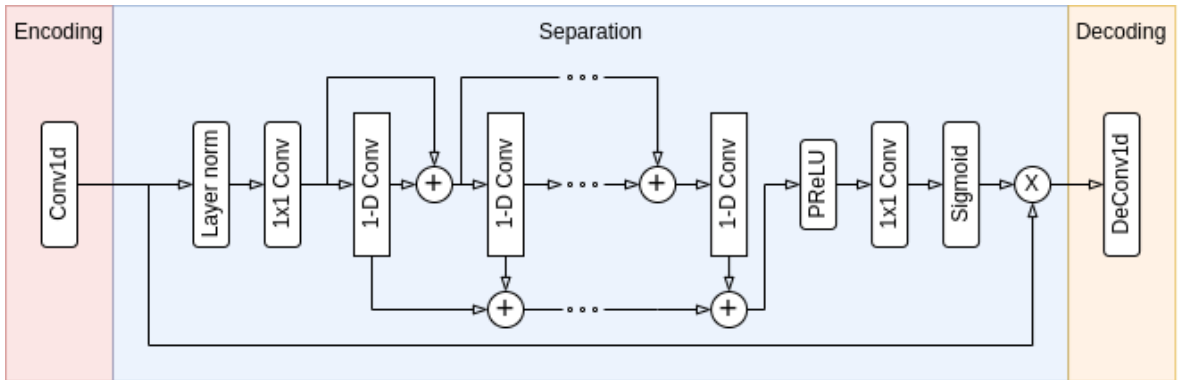 Encoding
Separation
Decoding
Conv1d
Layer norm
1x1 Conv
1-D Conv
+
1-D Conv
+
1-D Conv
+
+
PReLU
1x1 Conv
Sigmoid
X
DeConv1d